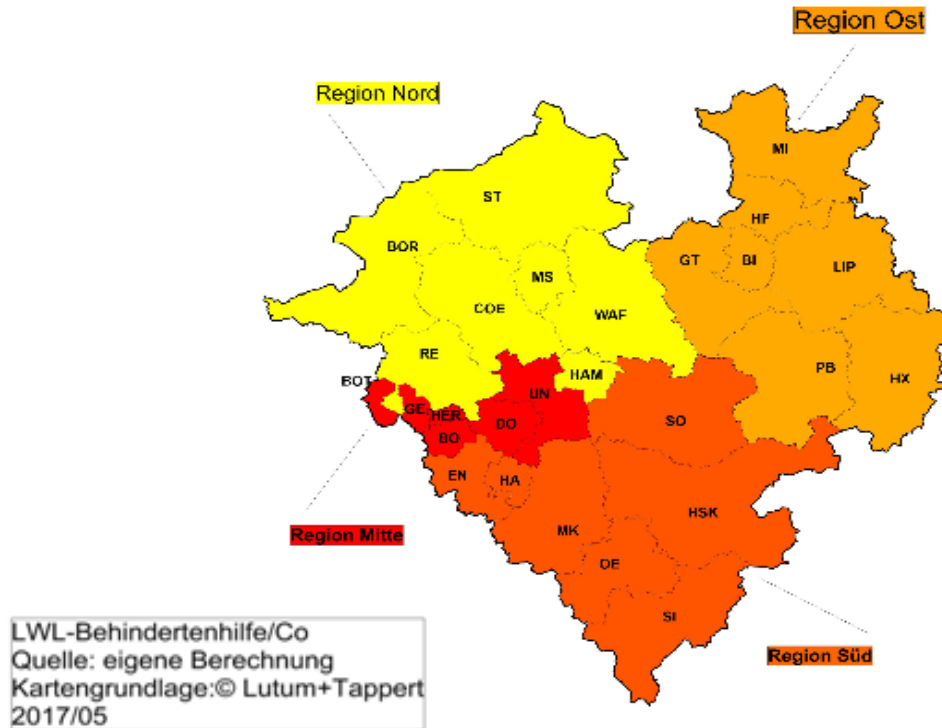 Region Ost
Region Nord
MI
ST
HF
BOR
GT
BI
LIP
MS
COE
WAF
RE
HAM
BOT
UN
PB
HX
GE
HER
DO
SO
BO
EN
HA
HSK
MK
Region Mitte
OE
SI
Region Süd
LWL-Behindertenhilfe/Co
Quelle: eigene Berechnung
Kartengrundlage:© Lutum+Tappert
2017/05